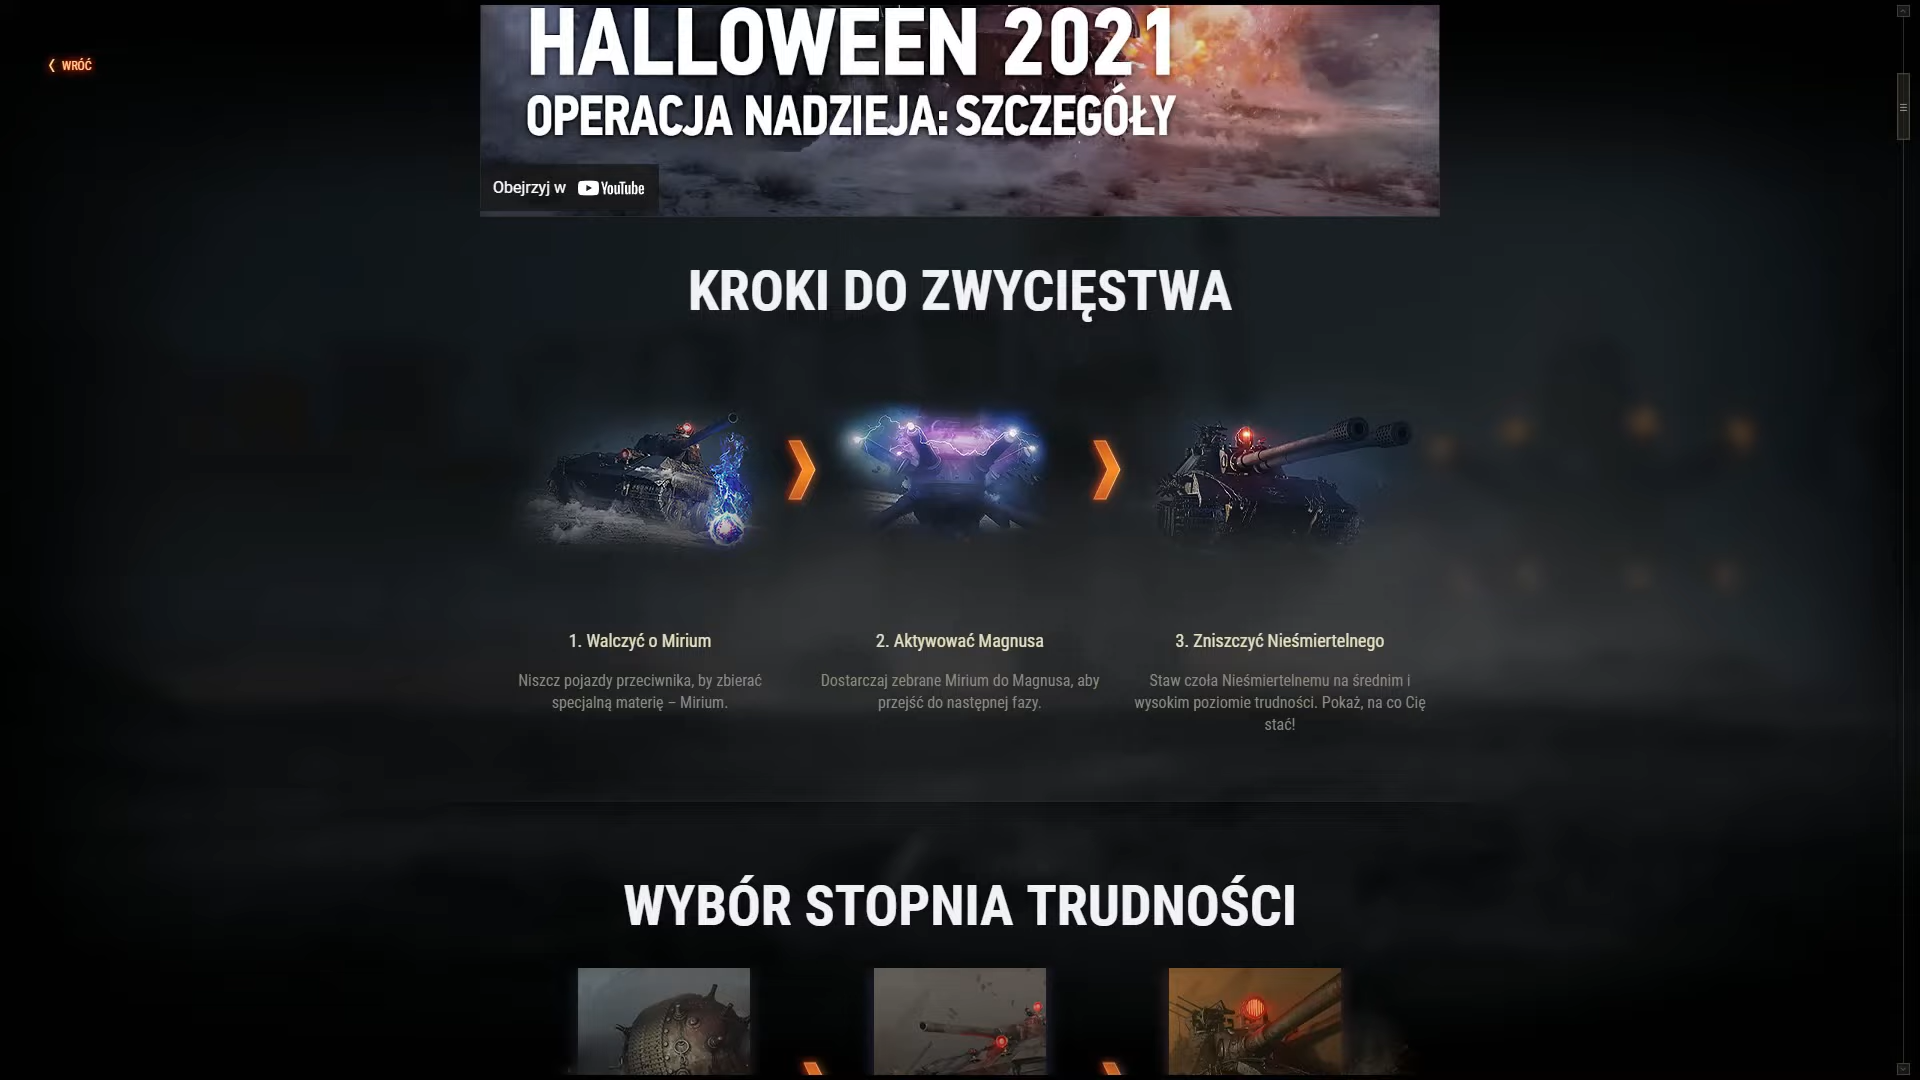 HALLOWEEN 2021
OPERACJA NADZIEJA: SZCZEGÓŁY
WRÓĆ
Obejrzyj w YouTube
KROKI DO ZWYCIĘSTWA
1. Walczyć o Mirium
Niszcz pojazdy przeciwnika, by zbierać
specjalną materię – Mirium.
2. Aktywować Magnusa
Dostarczaj zebrane Mirium do Magnusa, aby
przejść do następnej fazy.
3. Zniszczyć Nieśmiertelnego
Staw czoła Nieśmiertelnemu na średnim i
wysokim poziomie trudności. Pokaż, na co Cię
stać!
WYBÓR STOPNIA TRUDNOŚCI